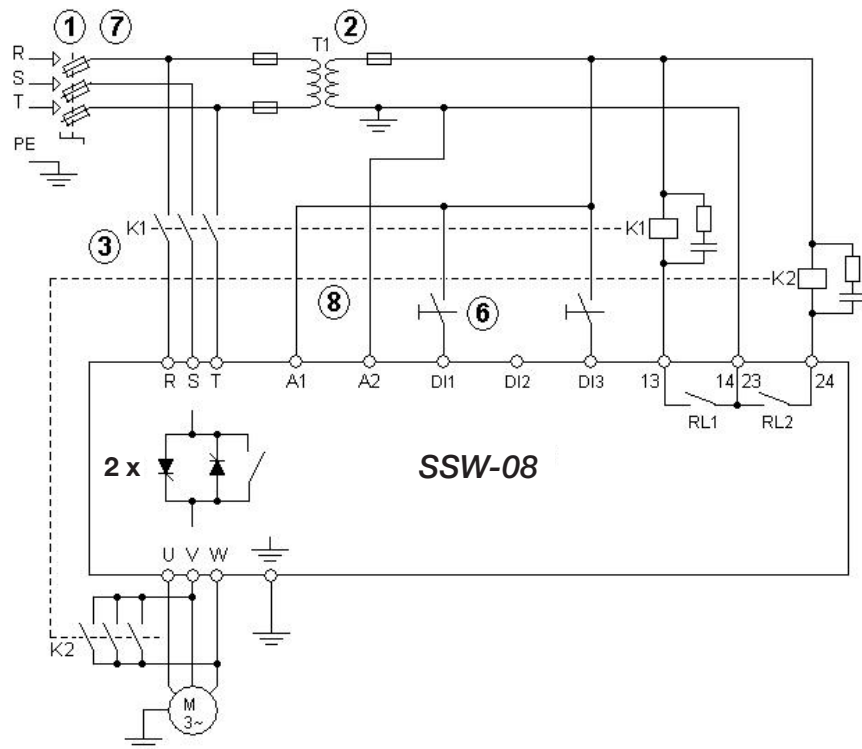 1 7 2
T1
R
S
T
PE
K1 K1
3
K2
8 6
R S T A1 A2 DI1 DI2 DI3 13 14 23 24
RL1 RL2
2 x SSW-08
U V W
K2
M
3~